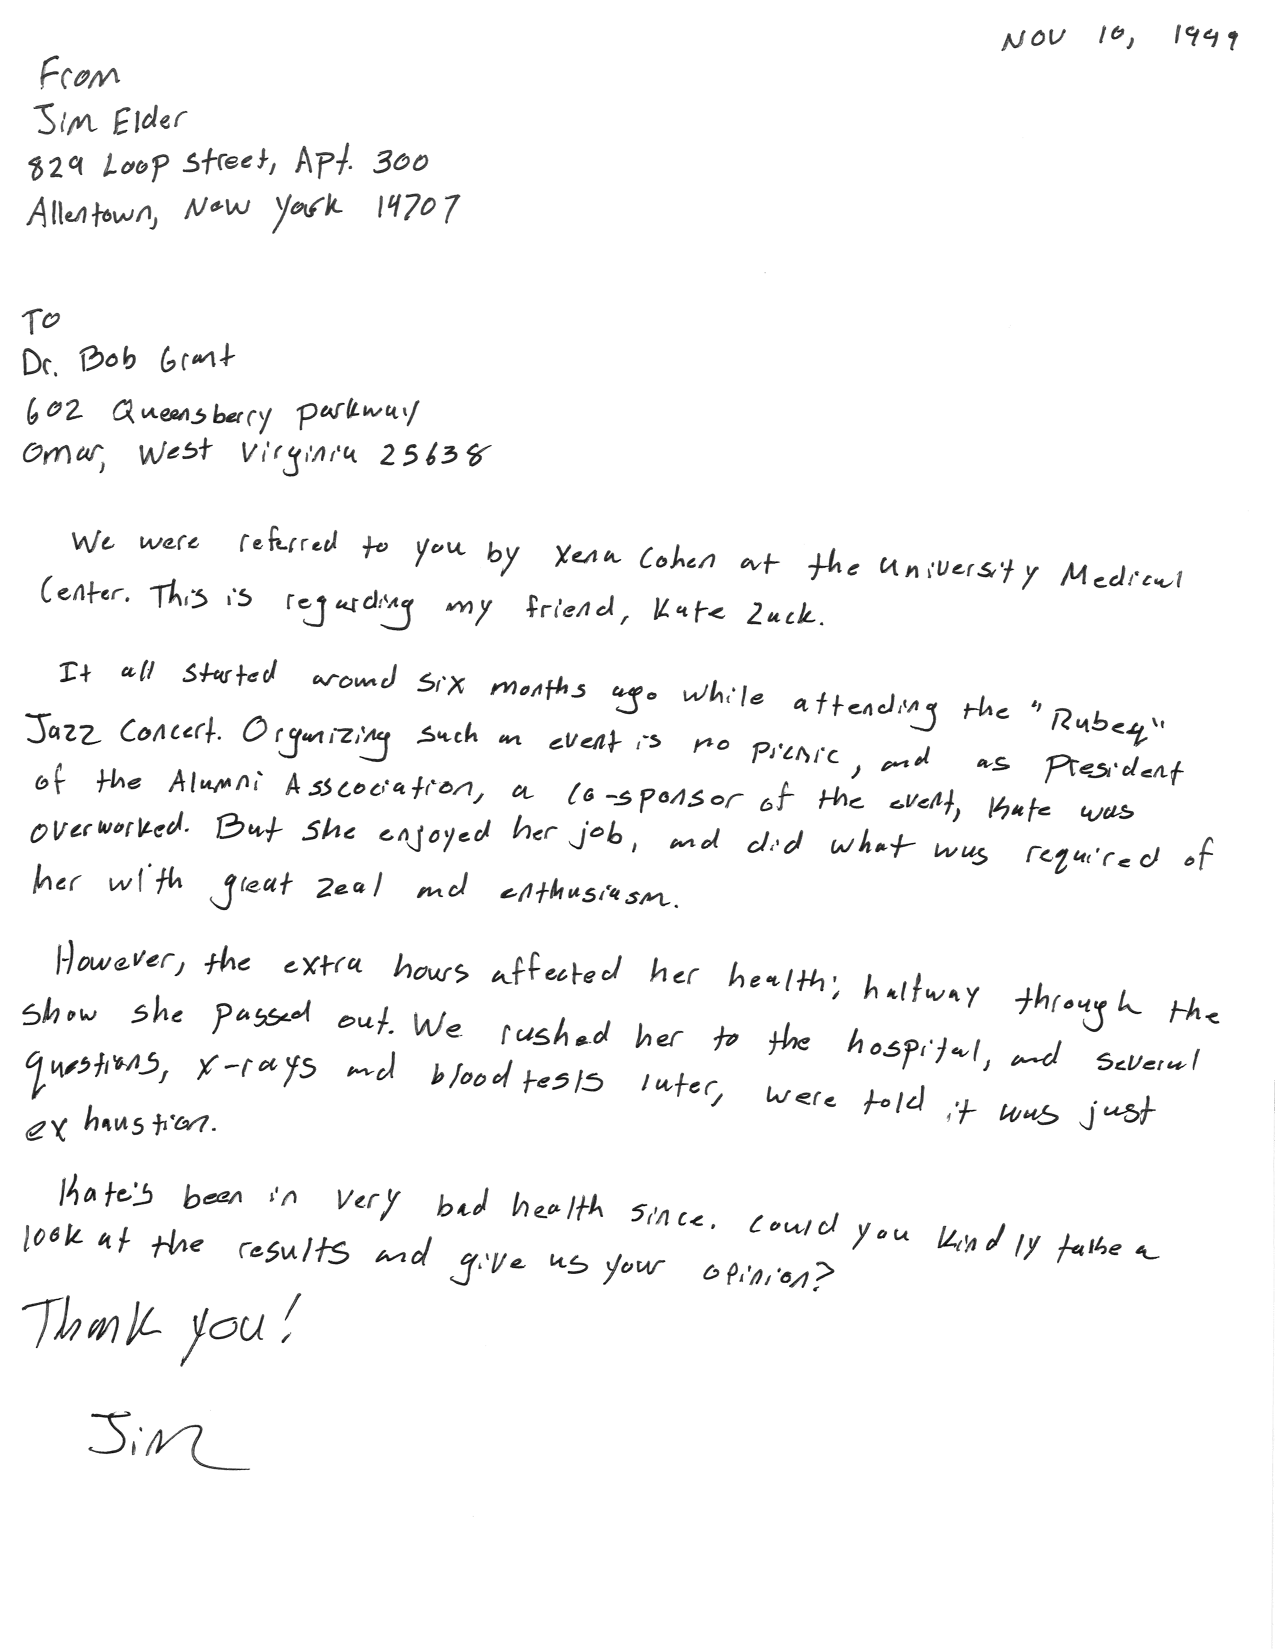 Nov 10, 1999
From
Jim Elder
829 Loop Street, Apt. 300
Allentown, New York 14707
To
Dr. Bob Grant
602 Queensberry Parkway
Omar, West Virginia 25638
We were referred to you by Xena Cohen at the University Medical
Center. This is regarding my friend, Kate Zuck.
It all started around six months ago while attending the "Rubeq"
Jazz Concert. Organizing such an event is no picnic, and as President
of the Alumni Asscociation, a co-sponsor of the event, Kate was
overworked. But she enjoyed her job, and did what was required of
her with great zeal and enthusiasm.
However, the extra hours affected her health; halfway through the
show she passed out. We rushed her to the hospital, and several
questions, x-rays and blood tests later, were told it was just
exhaustion.
Kate's been in very bad health since. Could you kindly take a
look at the results and give us your opinion?
Thank you!
Jim